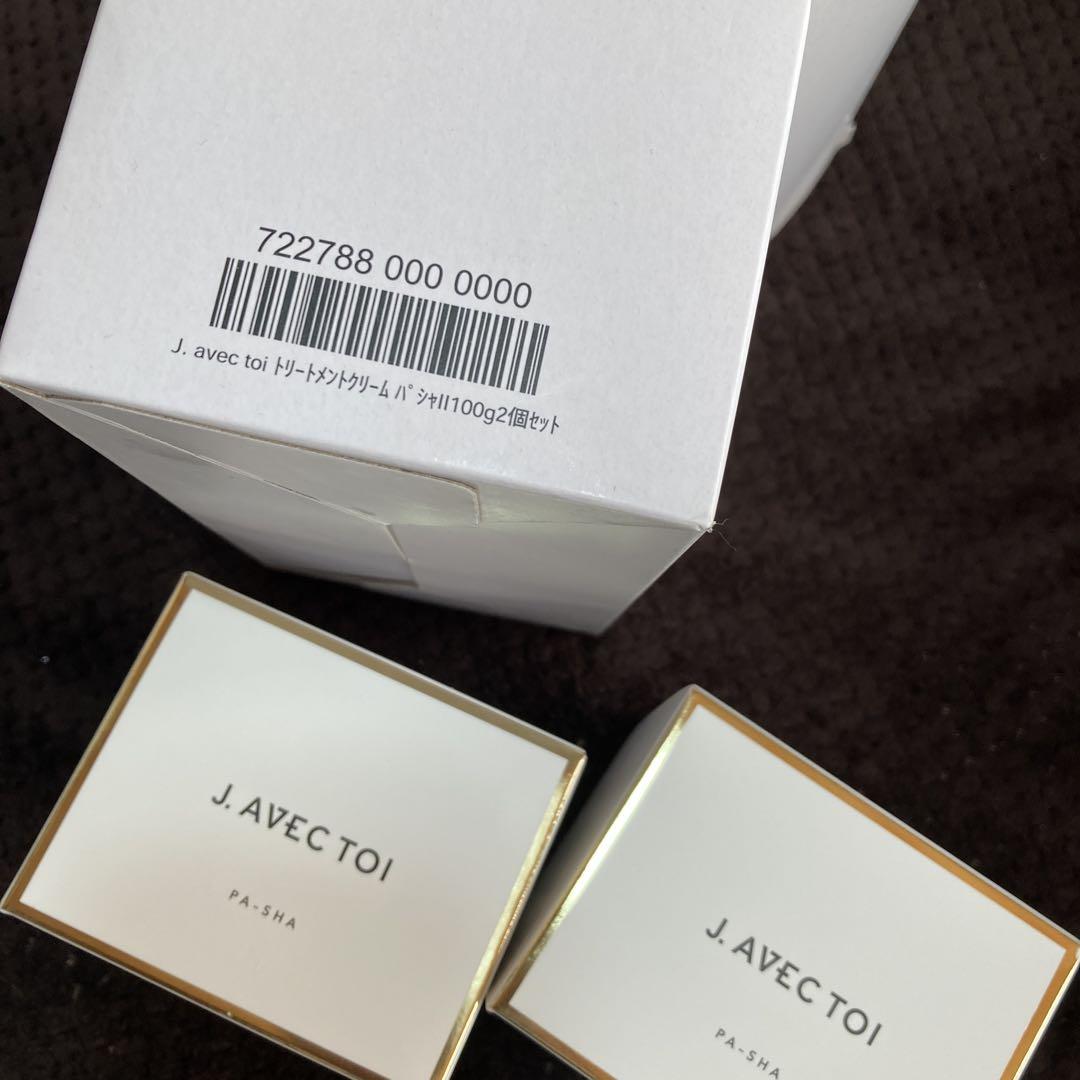 722788 000 0000
J. avec toi ﾄﾘｰﾄﾒﾝﾄｸﾘｰﾑ ﾊﾟｼｬII100g2個ｾｯﾄ
J. AVEC TOI
PA-SHA
J. AVEC TOI
PA-SHA